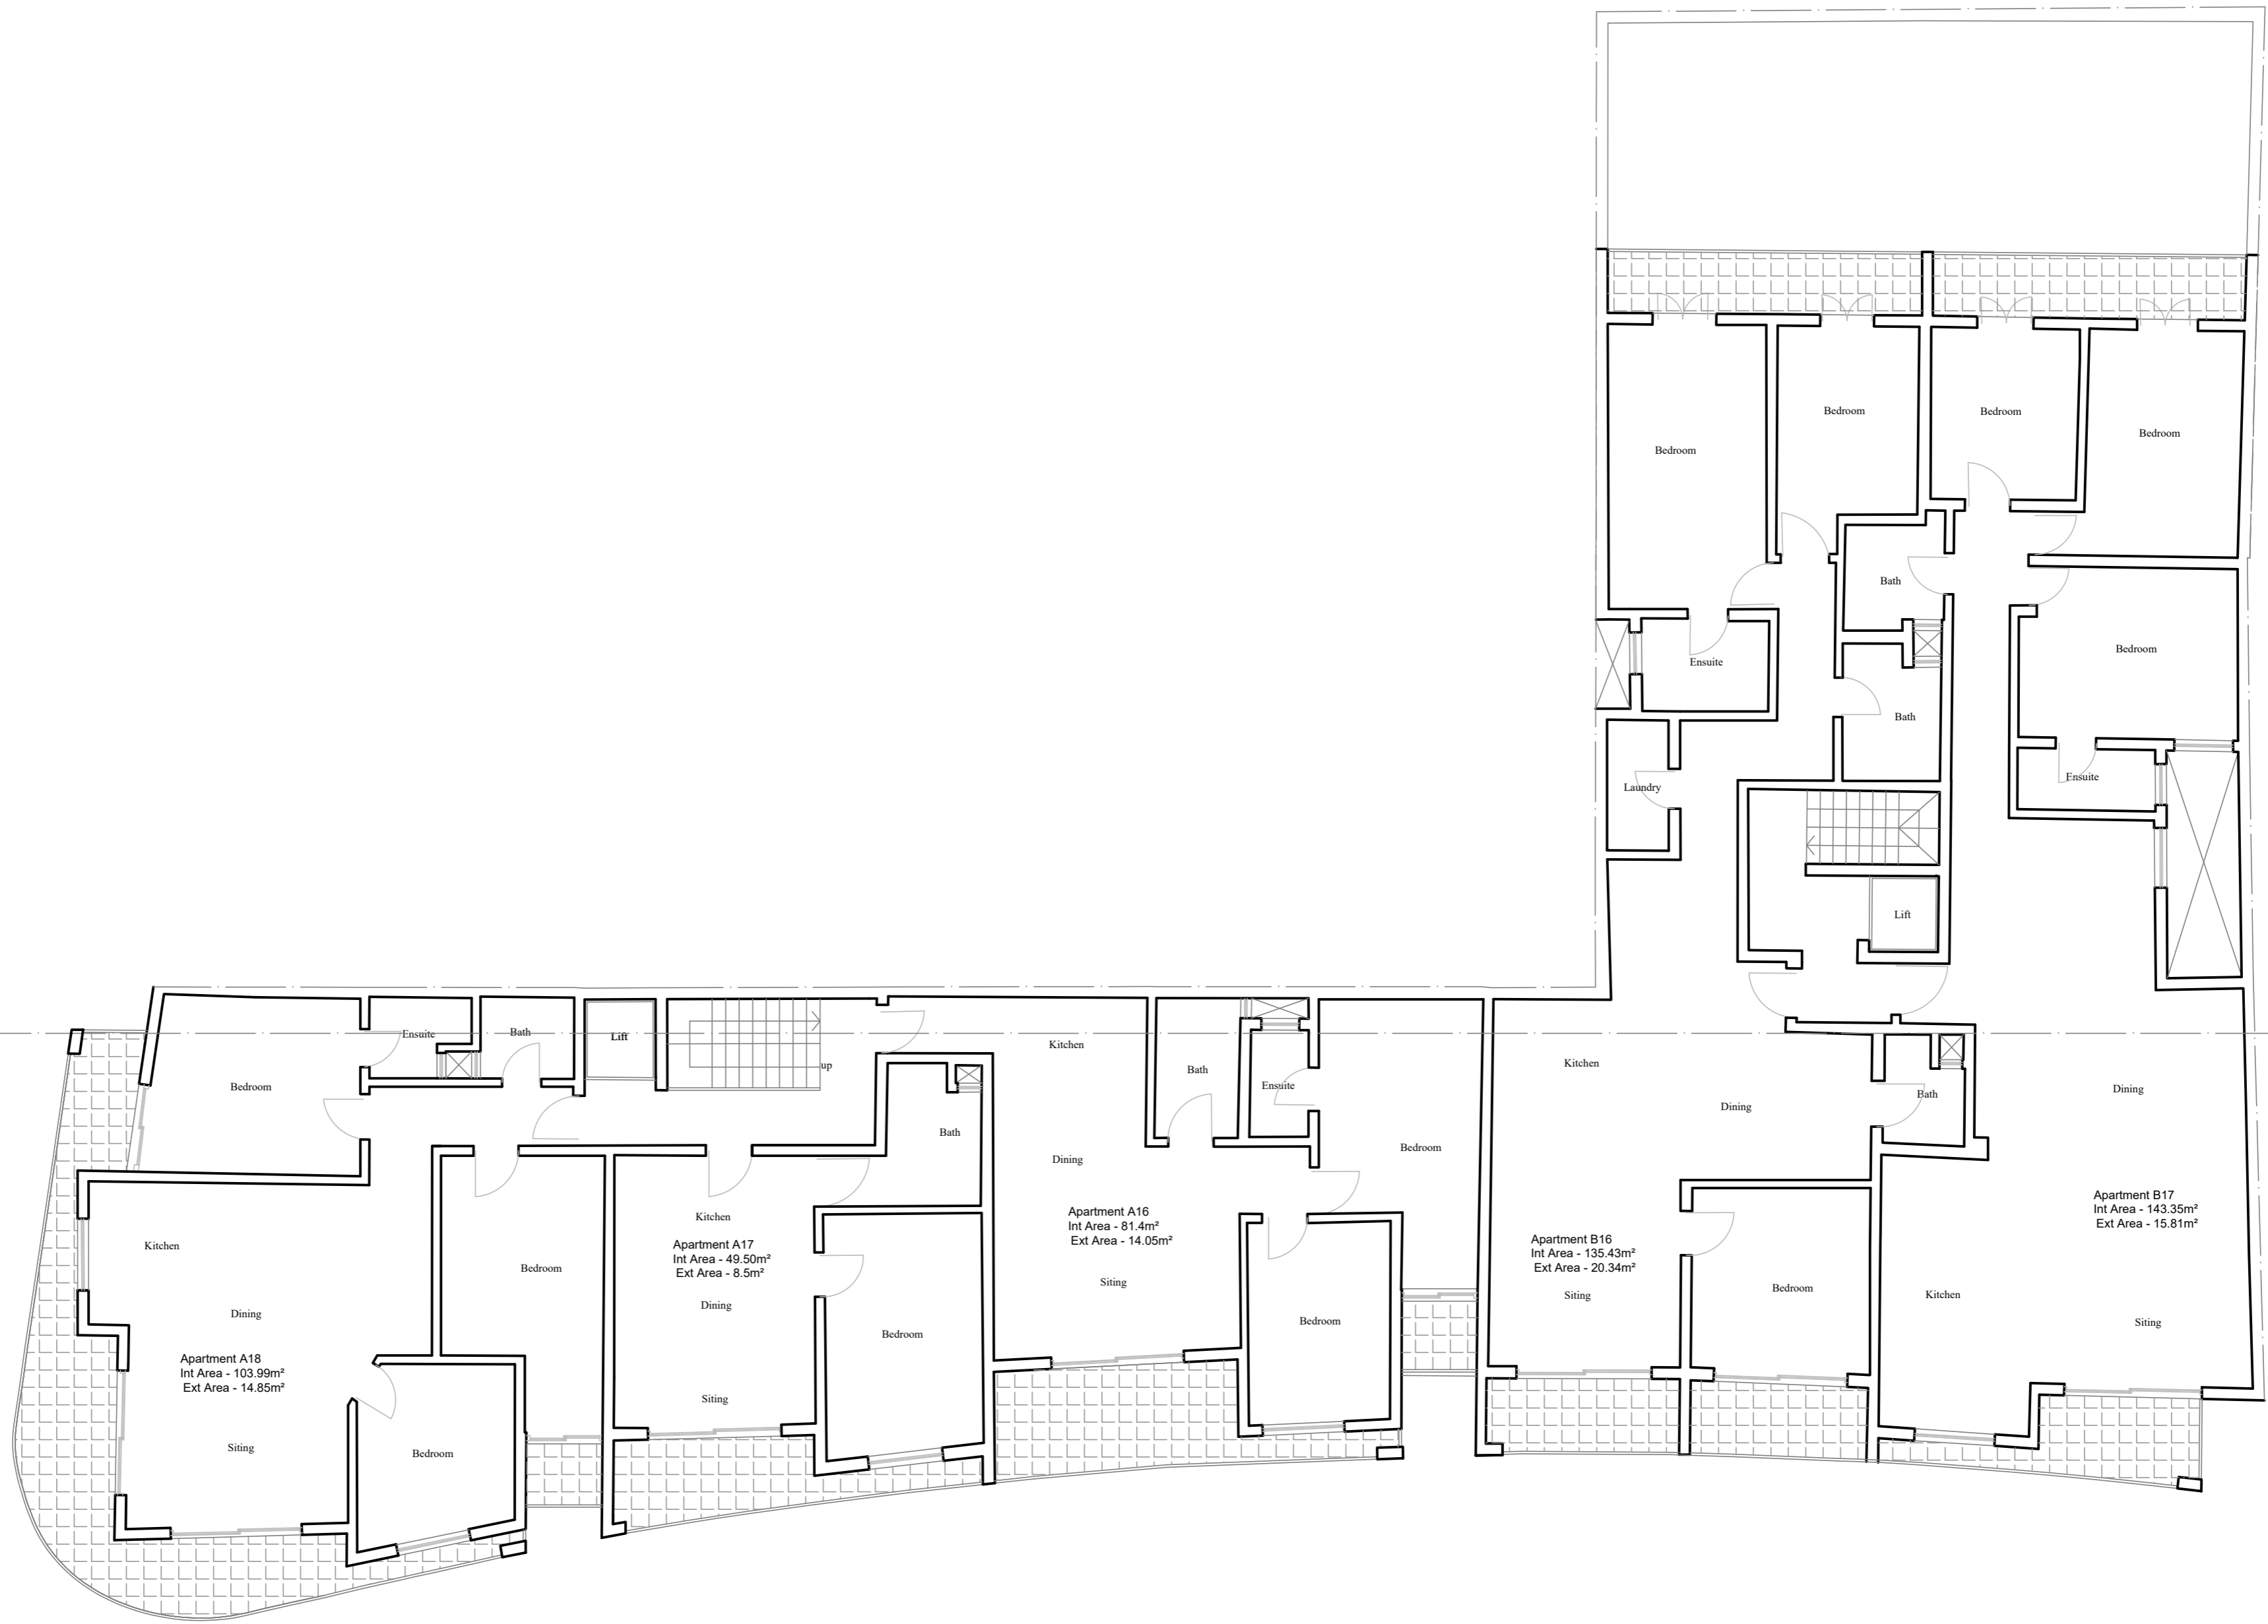 Bedroom
Bedroom
Bedroom
Bedroom
Bath
Bedroom
Ensuite
Bath
Ensuite
Laundry
Lift
Ensuite
Bath
Lift
up
Bedroom
Kitchen
Bath
Ensuite
Bath
Bedroom
Dining
Kitchen
Dining
Bath
Dining
Kitchen
Dining
Apartment A18
Int Area - 103.99m²
Ext Area - 14.85m²
Siting
Bedroom
Bedroom
Kitchen
Apartment A17
Int Area - 49.50m²
Ext Area - 8.5m²
Dining
Siting
Bedroom
Apartment A16
Int Area - 81.4m²
Ext Area - 14.05m²
Siting
Bedroom
Apartment B16
Int Area - 135.43m²
Ext Area - 20.34m²
Siting
Bedroom
Apartment B17
Int Area - 143.35m²
Ext Area - 15.81m²
Kitchen
Siting